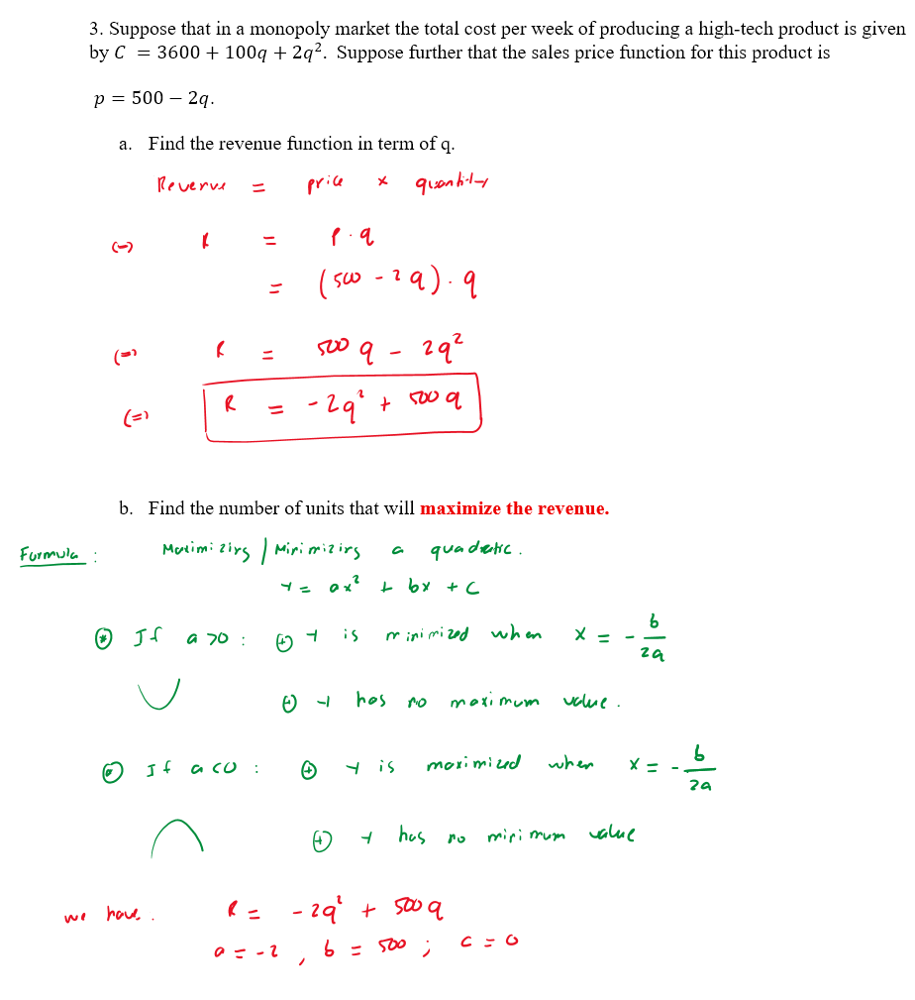 3. Suppose that in a monopoly market the total cost per week of producing a high-tech product is given
by C = 3600 + 100q + 2q². Suppose further that the sales price function for this product is
p = 500 − 2q.
a. Find the revenue function in term of q.
Revenue = price × quantity
(=) R = p · q
= (500 - 2q) · q
(=) R = 500q - 2q²
(=) R = -2q² + 500q
b. Find the number of units that will maximize the revenue.
Formula : Maximizing / Minimizing a quadratic.
y = ax² + bx + c
⊛ If a > 0 : ⊕ y is minimized when x = - b/2a
⊕ y has no maximum value.
⊛ If a < 0 : ⊕ y is maximized when x = - b/2a
⊕ y has no minimum value
we have. R = -2q² + 500q
a = -2 , b = 500 ; c = 0